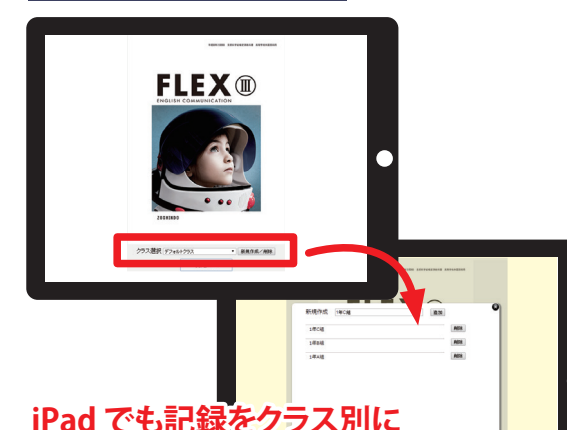 FLEX Ⅲ
ENGLISH COMMUNICATION
ZOSHINDO
クラス選択 デフォルトクラス 新規作成/削除
新規作成 1年C組 追加
1年C組 削除
1年B組 削除
1年A組 削除
iPad でも記録をクラス別に